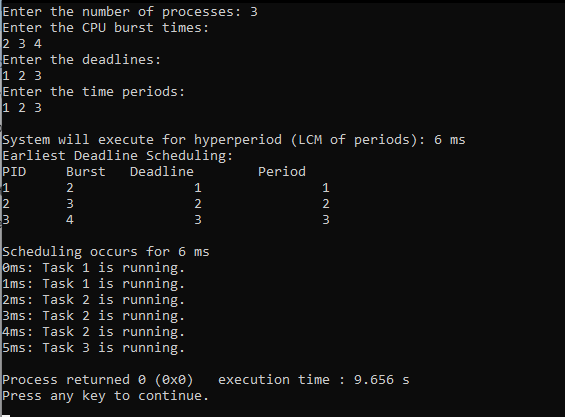 Enter the number of processes: 3
Enter the CPU burst times:
2 3 4
Enter the deadlines:
1 2 3
Enter the time periods:
1 2 3
System will execute for hyperperiod (LCM of periods): 6 ms
Earliest Deadline Scheduling:
PID Burst Deadline Period
1 2 1 1
2 3 2 2
3 4 3 3
Scheduling occurs for 6 ms
0ms: Task 1 is running.
1ms: Task 1 is running.
2ms: Task 2 is running.
3ms: Task 2 is running.
4ms: Task 2 is running.
5ms: Task 3 is running.
Process returned 0 (0x0) execution time : 9.656 s
Press any key to continue.